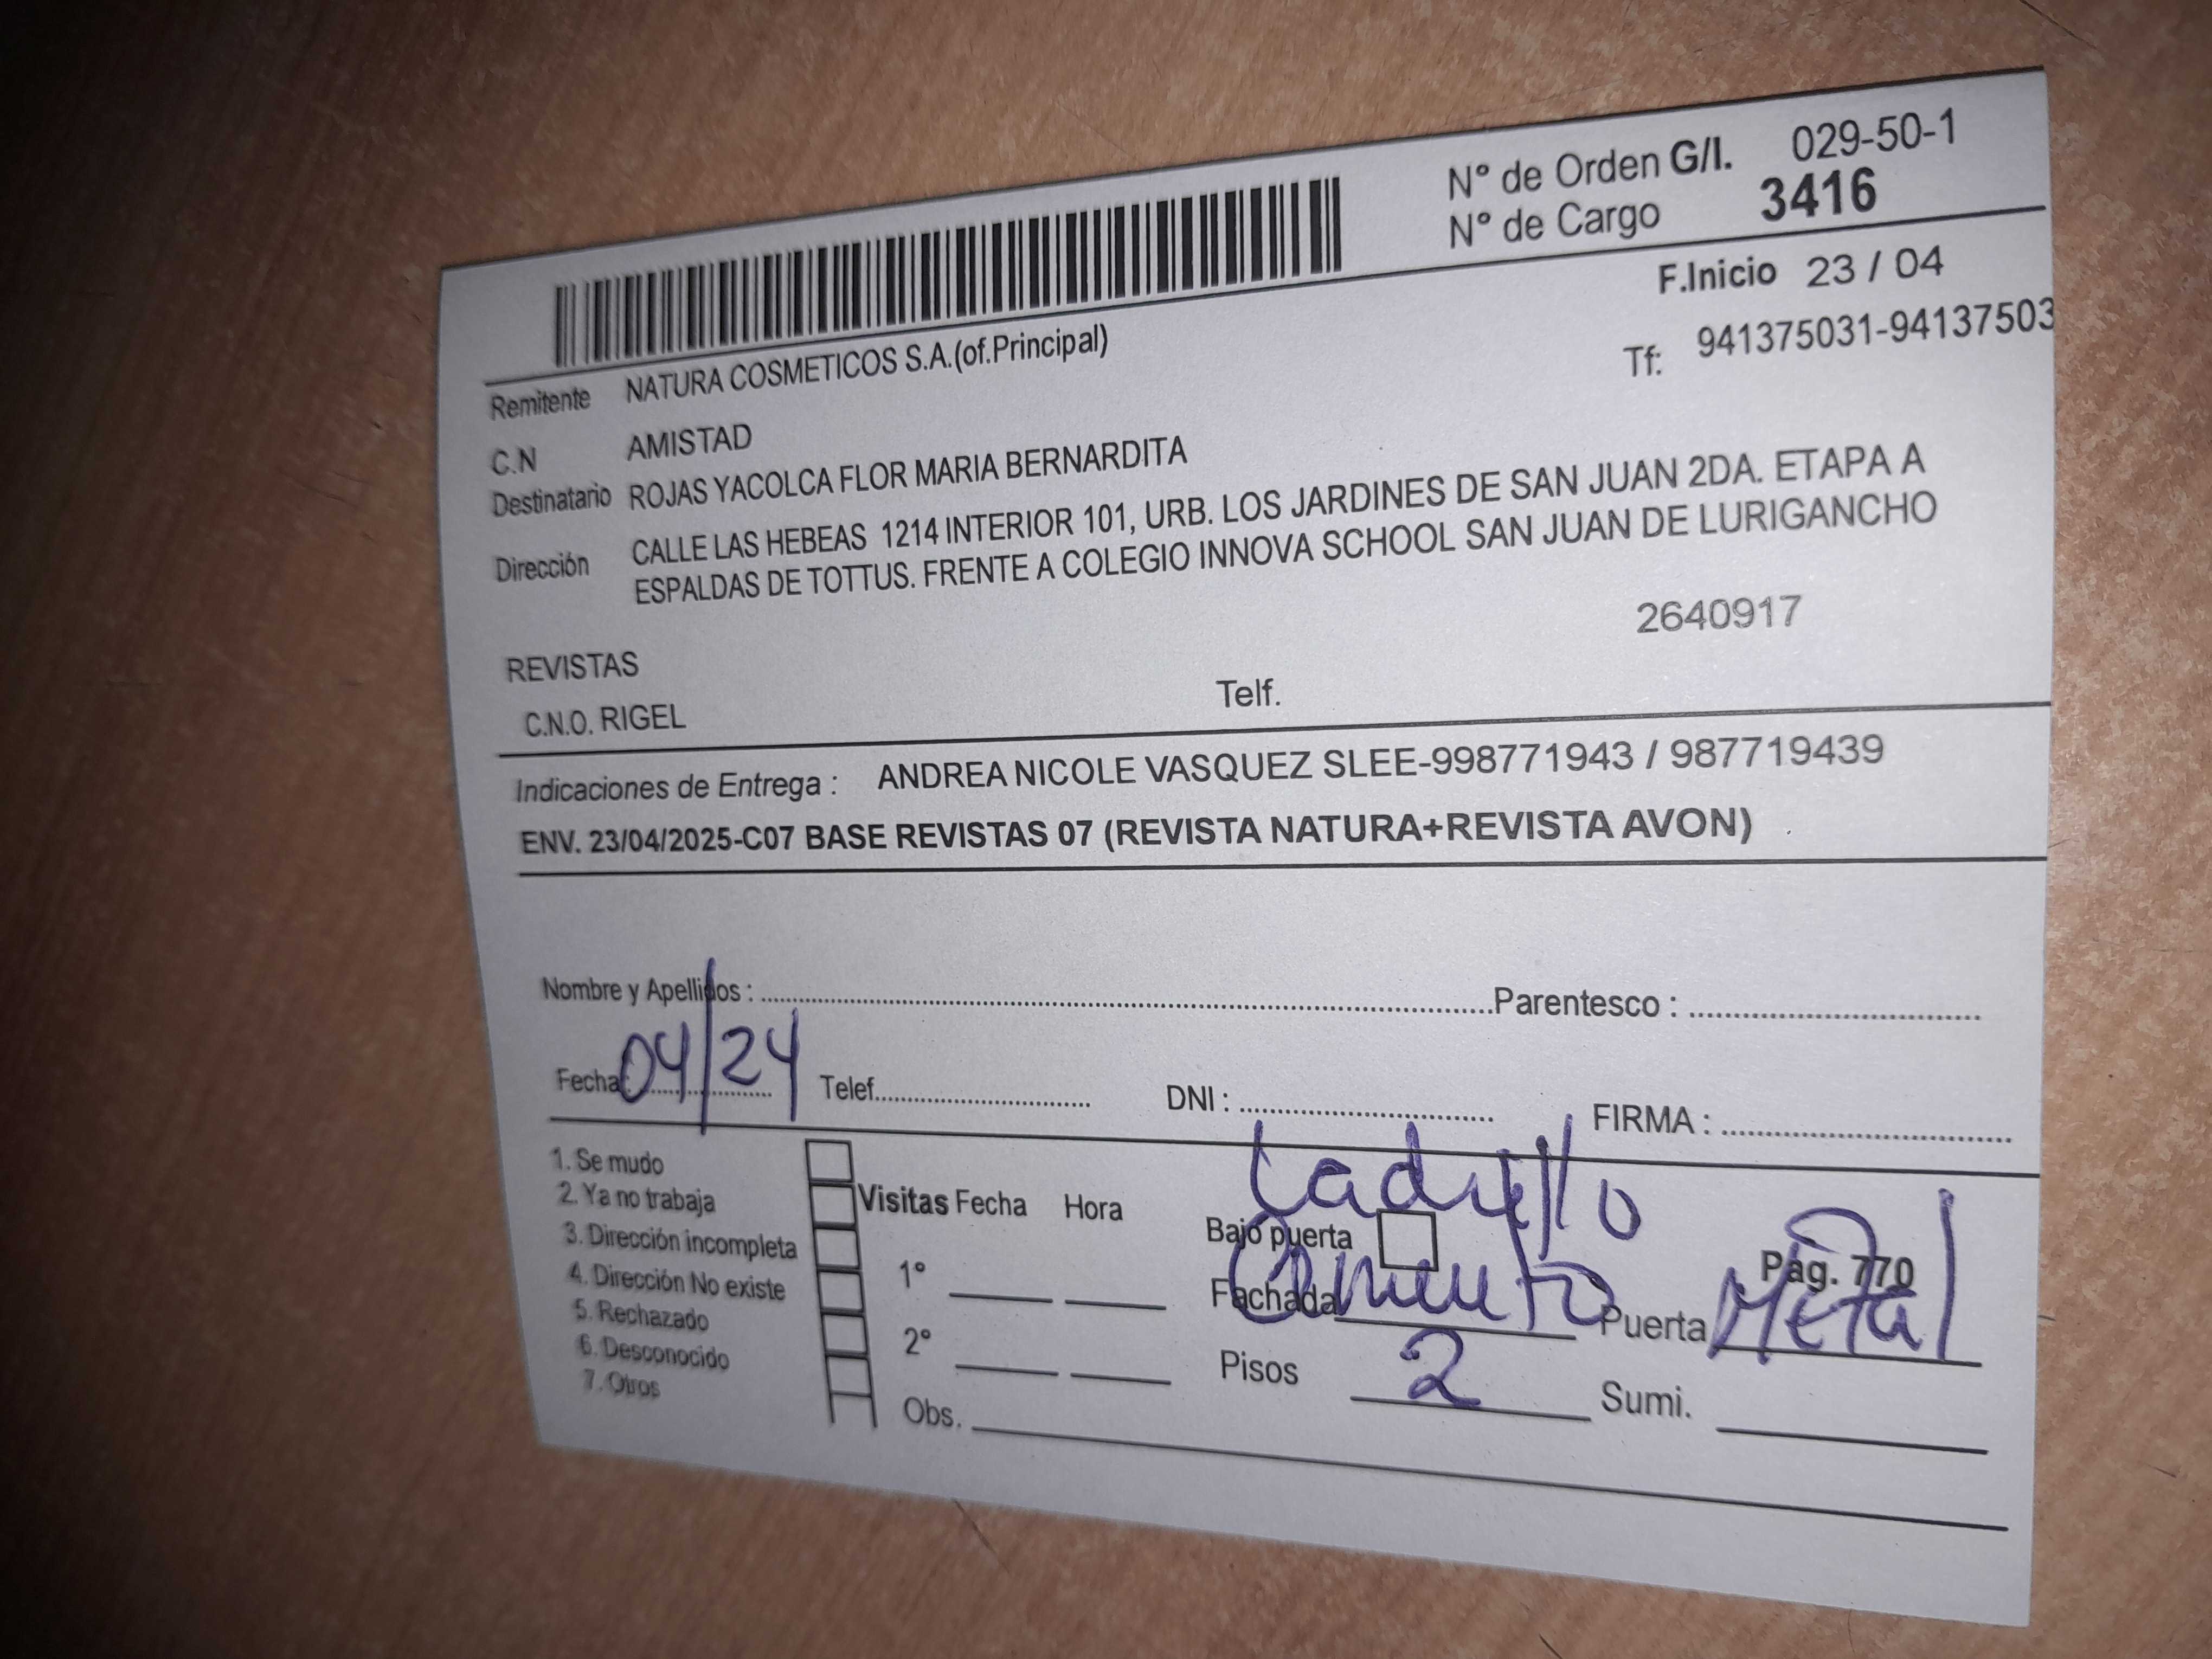 N° de Orden G/I. 029-50-1
N° de Cargo 3416
F.Inicio 23 / 04
Remitente NATURA COSMETICOS S.A.(of.Principal)
Tf: 941375031-94137503
C.N AMISTAD
Destinatario ROJAS YACOLCA FLOR MARIA BERNARDITA
Dirección CALLE LAS HEBEAS 1214 INTERIOR 101, URB. LOS JARDINES DE SAN JUAN 2DA. ETAPA A
ESPALDAS DE TOTTUS. FRENTE A COLEGIO INNOVA SCHOOL SAN JUAN DE LURIGANCHO
2640917
REVISTAS
Telf.
C.N.O. RIGEL
Indicaciones de Entrega : ANDREA NICOLE VASQUEZ SLEE-998771943 / 987719439
ENV. 23/04/2025-C07 BASE REVISTAS 07 (REVISTA NATURA+REVISTA AVON) .
Nombre y Apellidos : Parentesco :
Fecha: 04/24 Telef. DNI : FIRMA :
1. Se mudo
2. Ya no trabaja
3. Dirección incompleta
4. Dirección No existe
5. Rechazado
6. Desconocido
7. Otros
Visitas Fecha Hora
1°
2°
Obs.
Ladrillo
Bajo puerta
Pág. 770
Fachada Cemento Puerta Metal
Pisos 2 Sumi.